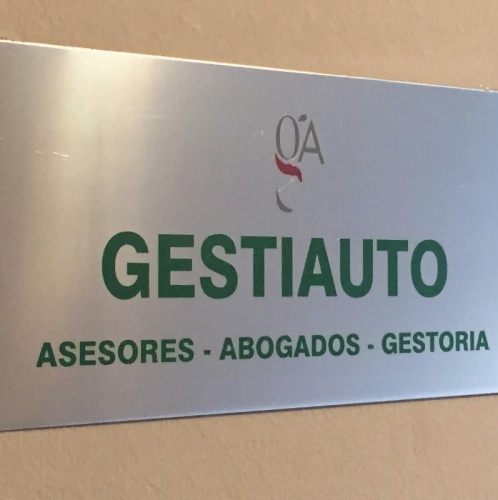 gA
GESTIAUTO
ASESORES - ABOGADOS - GESTORIA